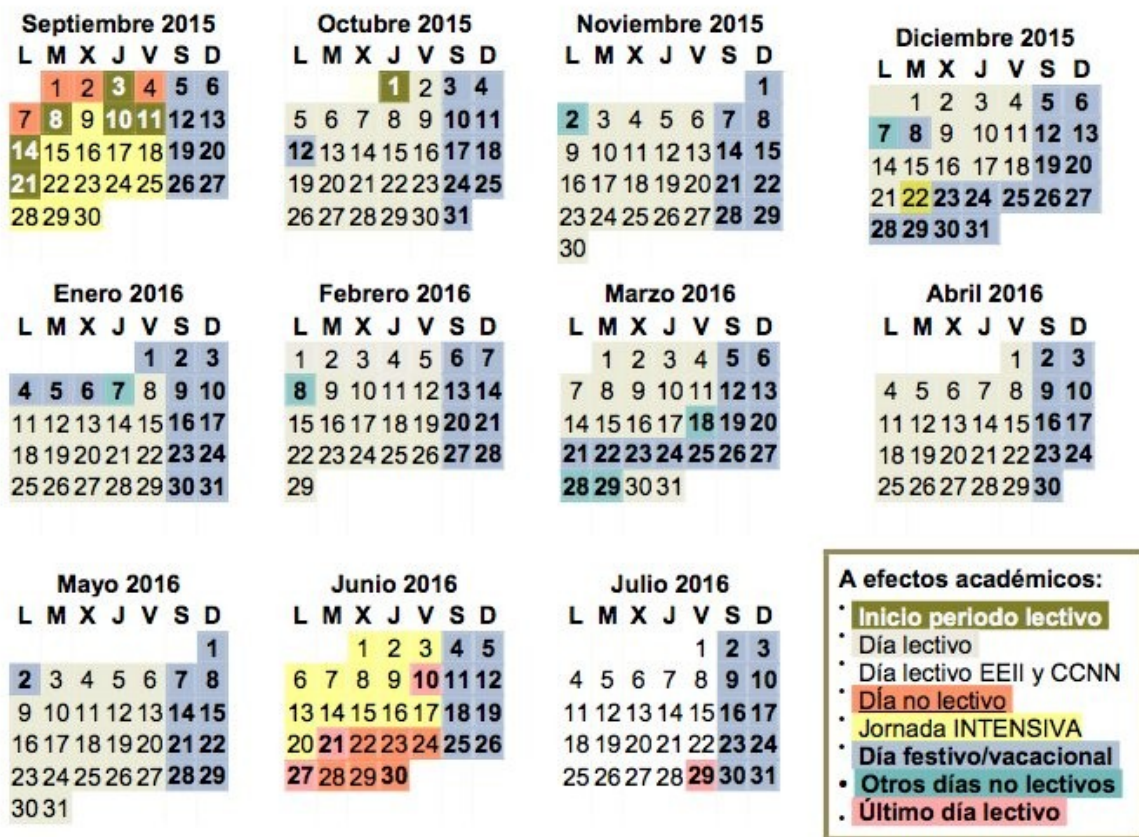 Septiembre 2015
L M X J V S D
1 2 3 4 5 6
7 8 9 10 11 12 13
14 15 16 17 18 19 20
21 22 23 24 25 26 27
28 29 30
Octubre 2015
L M X J V S D
1 2 3 4
5 6 7 8 9 10 11
12 13 14 15 16 17 18
19 20 21 22 23 24 25
26 27 28 29 30 31
Noviembre 2015
L M X J V S D
1
2 3 4 5 6 7 8
9 10 11 12 13 14 15
16 17 18 19 20 21 22
23 24 25 26 27 28 29
30
Diciembre 2015
L M X J V S D
1 2 3 4 5 6
7 8 9 10 11 12 13
14 15 16 17 18 19 20
21 22 23 24 25 26 27
28 29 30 31
Enero 2016
L M X J V S D
1 2 3
4 5 6 7 8 9 10
11 12 13 14 15 16 17
18 19 20 21 22 23 24
25 26 27 28 29 30 31
Febrero 2016
L M X J V S D
1 2 3 4 5 6 7
8 9 10 11 12 13 14
15 16 17 18 19 20 21
22 23 24 25 26 27 28
29
Marzo 2016
L M X J V S D
1 2 3 4 5 6
7 8 9 10 11 12 13
14 15 16 17 18 19 20
21 22 23 24 25 26 27
28 29 30 31
Abril 2016
L M X J V S D
1 2 3
4 5 6 7 8 9 10
11 12 13 14 15 16 17
18 19 20 21 22 23 24
25 26 27 28 29 30
Mayo 2016
L M X J V S D
1
2 3 4 5 6 7 8
9 10 11 12 13 14 15
16 17 18 19 20 21 22
23 24 25 26 27 28 29
30 31
Junio 2016
L M X J V S D
1 2 3 4 5
6 7 8 9 10 11 12
13 14 15 16 17 18 19
20 21 22 23 24 25 26
27 28 29 30
Julio 2016
L M X J V S D
1 2 3
4 5 6 7 8 9 10
11 12 13 14 15 16 17
18 19 20 21 22 23 24
25 26 27 28 29 30 31
A efectos académicos:
• Inicio periodo lectivo
• Día lectivo
• Día lectivo EEII y CCNN
• DÍa no lectivo
• Jornada INTENSIVA
• Día festivo/vacacional
• Otros días no lectivos
• Último día lectivo